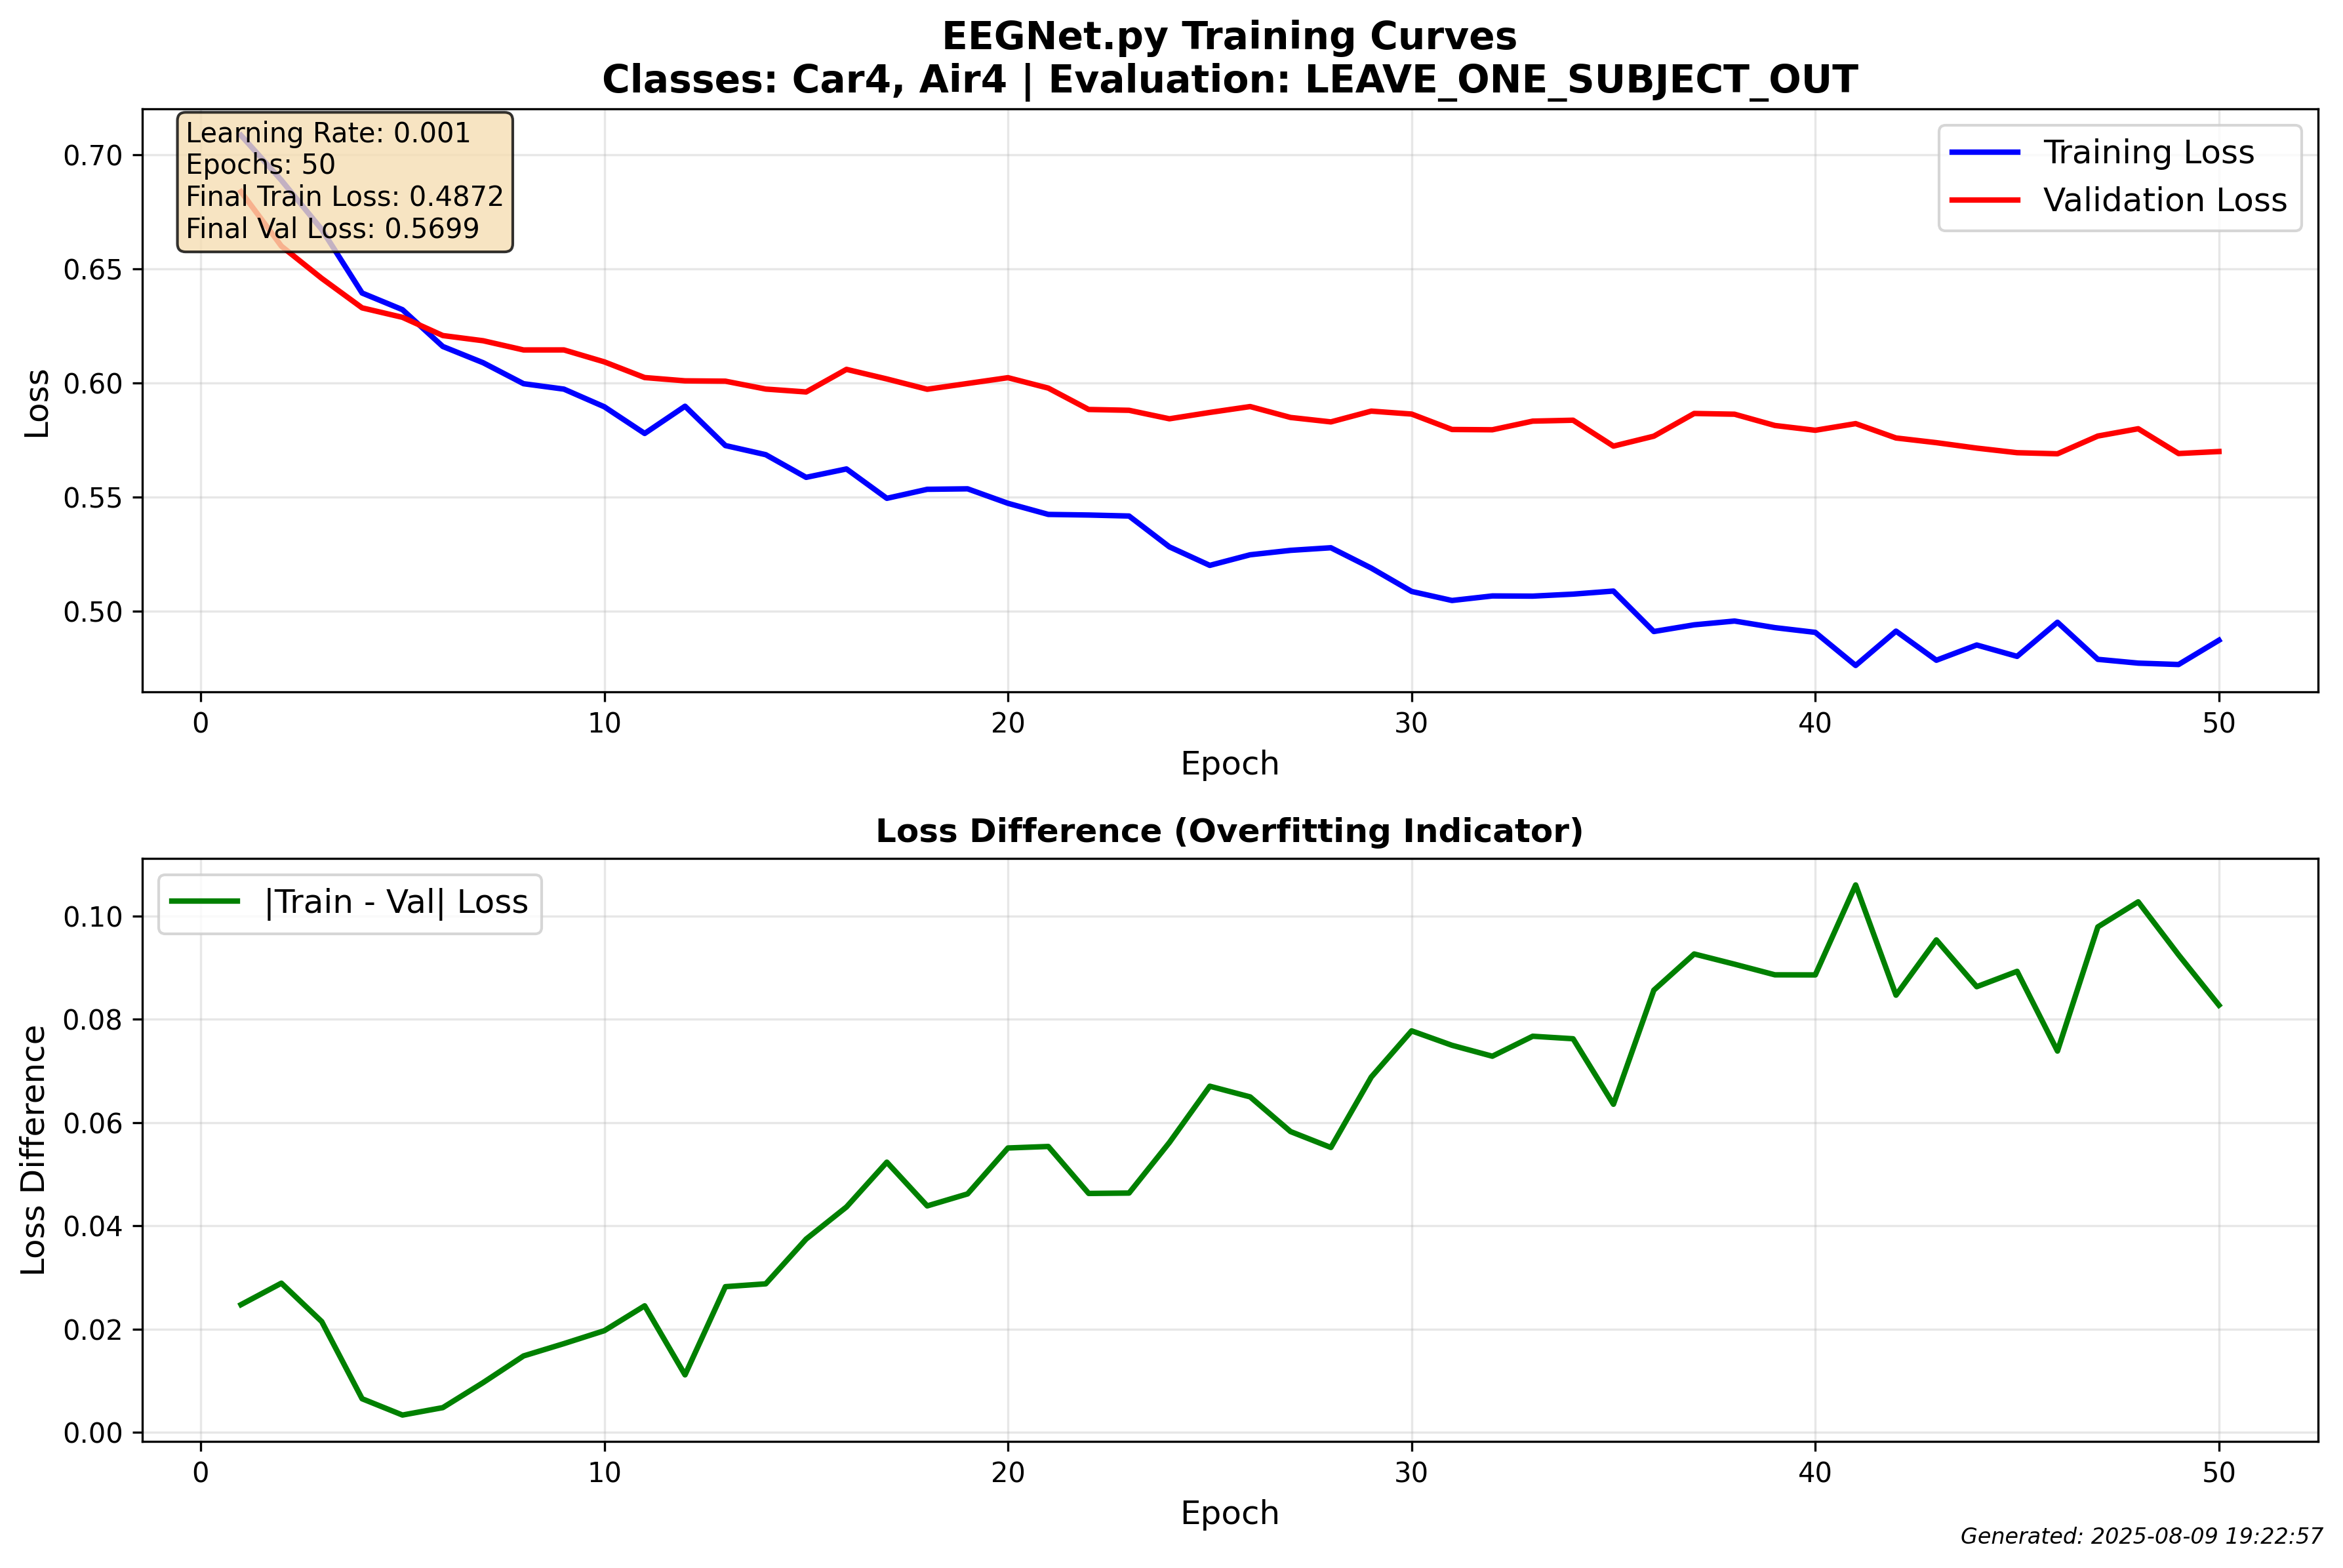 EEGNet.py Training Curves
Classes: Car4, Air4 | Evaluation: LEAVE_ONE_SUBJECT_OUT
Learning Rate: 0.001
Epochs: 50
Final Train Loss: 0.4872
Final Val Loss: 0.5699
Training Loss
Validation Loss
0.70
0.65
0.60
0.55
0.50
Loss
0
10
20
30
40
50
Epoch
Loss Difference (Overfitting Indicator)
|Train - Val| Loss
0.10
0.08
0.06
0.04
0.02
0.00
Loss Difference
0
10
20
30
40
50
Epoch
Generated: 2025-08-09 19:22:57